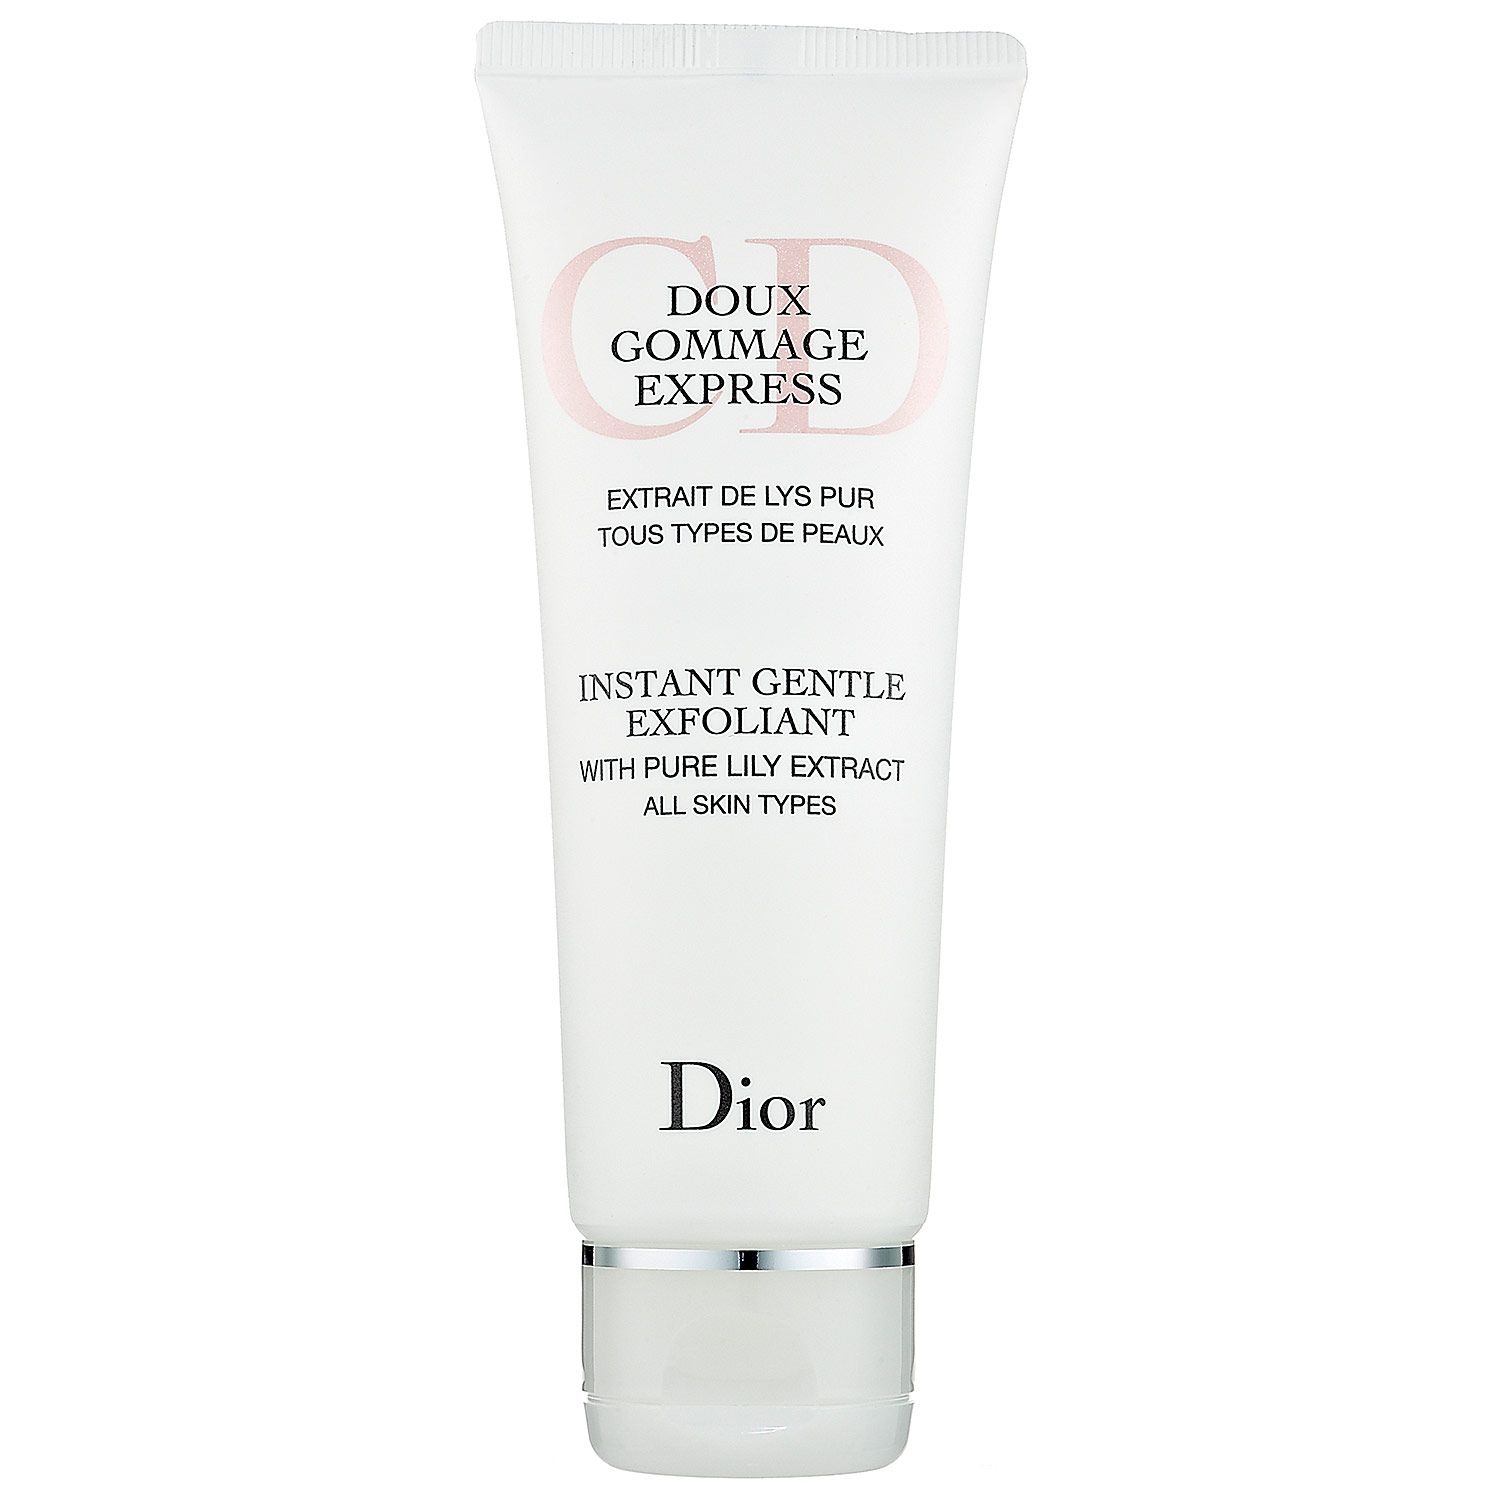 CD
DOUX
GOMMAGE
EXPRESS
EXTRAIT DE LYS PUR
TOUS TYPES DE PEAUX
INSTANT GENTLE
EXFOLIANT
WITH PURE LILY EXTRACT
ALL SKIN TYPES
Dior